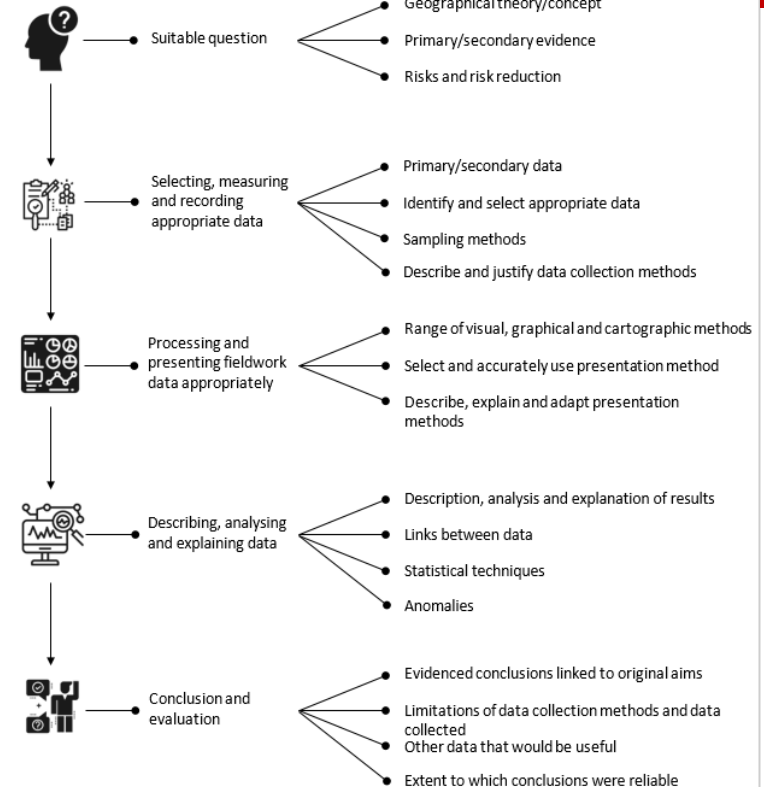 Geographical theory/concept
Suitable question
Primary/secondary evidence
Risks and risk reduction
Selecting, measuring
and recording
appropriate data
Primary/secondary data
Identify and select appropriate data
Sampling methods
Describe and justify data collection methods
Processing and
presenting fieldwork
data appropriately
Range of visual, graphical and cartographic methods
Select and accurately use presentation method
Describe, explain and adapt presentation
methods
Describing, analysing
and explaining data
Description, analysis and explanation of results
Links between data
Statistical techniques
Anomalies
Conclusion and
evaluation
Evidenced conclusions linked to original aims
Limitations of data collection methods and data
collected
Other data that would be useful
Extent to which conclusions were reliable